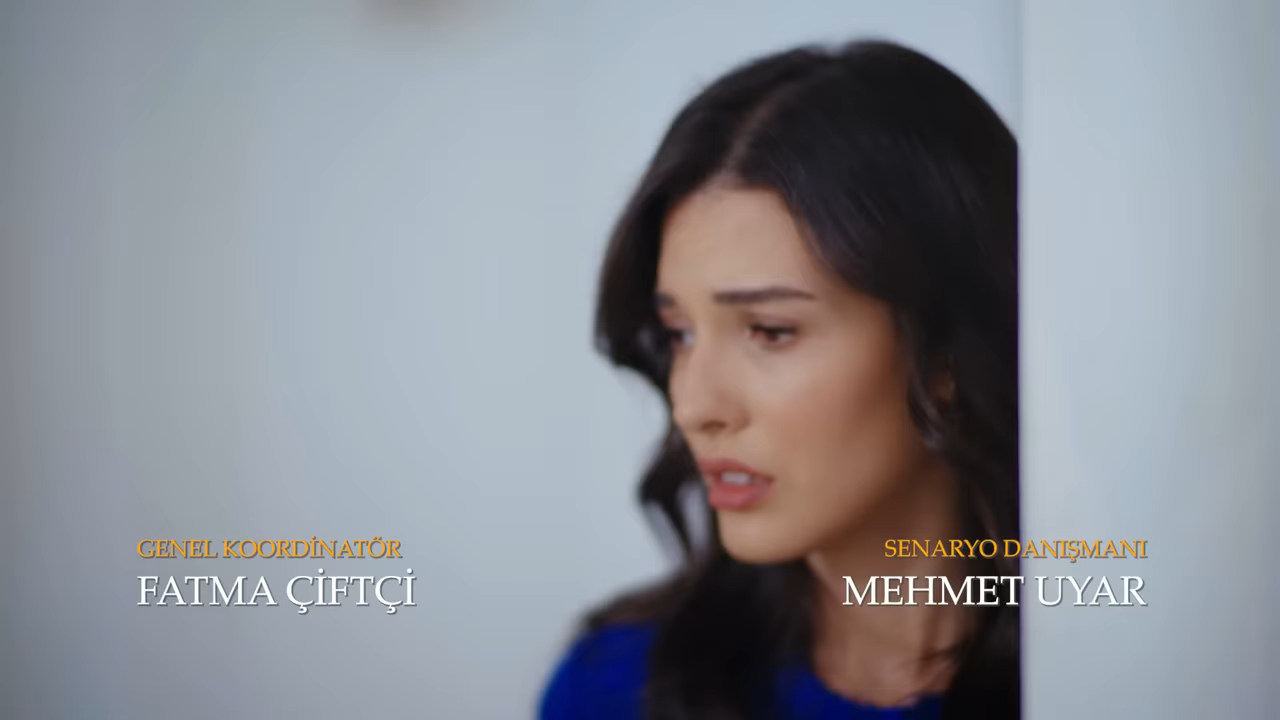 GENEL KOORDİNATÖR
FATMA ÇİFTÇİ
SENARYO DANIŞMANI
MEHMET UYAR